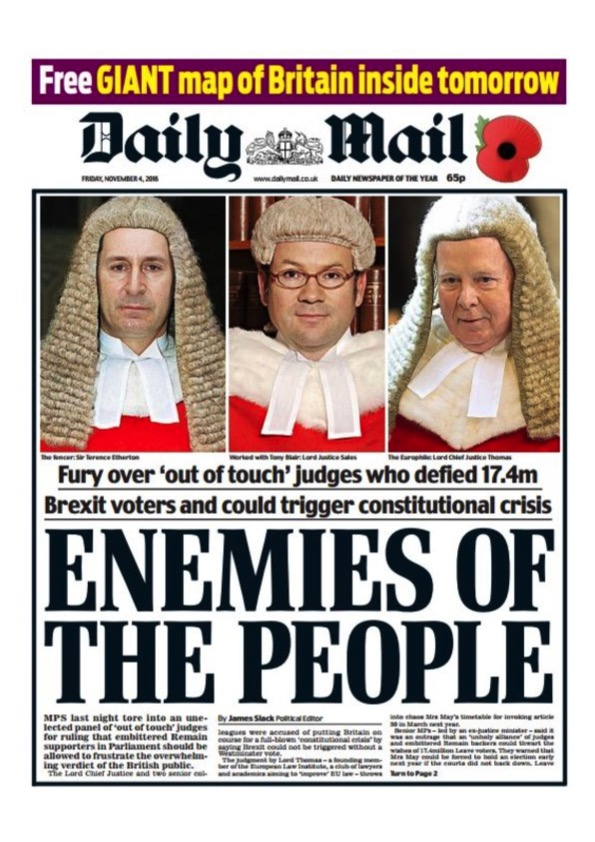 Free GIANT map of Britain inside tomorrow
Daily Mail
FRIDAY, NOVEMBER 4, 2016
www.dailymail.co.uk
DAILY NEWSPAPER OF THE YEAR
65p
The fencer: Sir Terence Etherton
Worked with Tony Blair: Lord Justice Sales
The Europhile: Lord Chief Justice Thomas
Fury over ‘out of touch’ judges who defied 17.4m
Brexit voters and could trigger constitutional crisis
ENEMIES OF
THE PEOPLE
MPS last night tore into an une-
lected panel of ‘out of touch’ judges
for ruling that embittered Remain
supporters in Parliament should be
allowed to frustrate the overwhelm-
ing verdict of the British public.
The Lord Chief Justice and two senior col-
By James Slack Political Editor
leagues were accused of putting Britain on
course for a full-blown ‘constitutional crisis’ by
saying Brexit could not be triggered without a
Westminster vote.
The judgment by Lord Thomas – a founding mem-
ber of the European Law Institute, a club of lawyers
and academics aiming to ‘improve’ EU law – throws
into chaos Mrs May’s timetable for invoking article
50 in March next year.
Senior MPs – led by an ex-justice minister – said it
was an outrage that an ‘unholy alliance’ of judges
and embittered Remain backers could thwart the
wishes of 17.4million Leave voters. They warned that
Mrs May could be forced to hold an election early
next year if the courts did not back down. Leave
Turn to Page 2